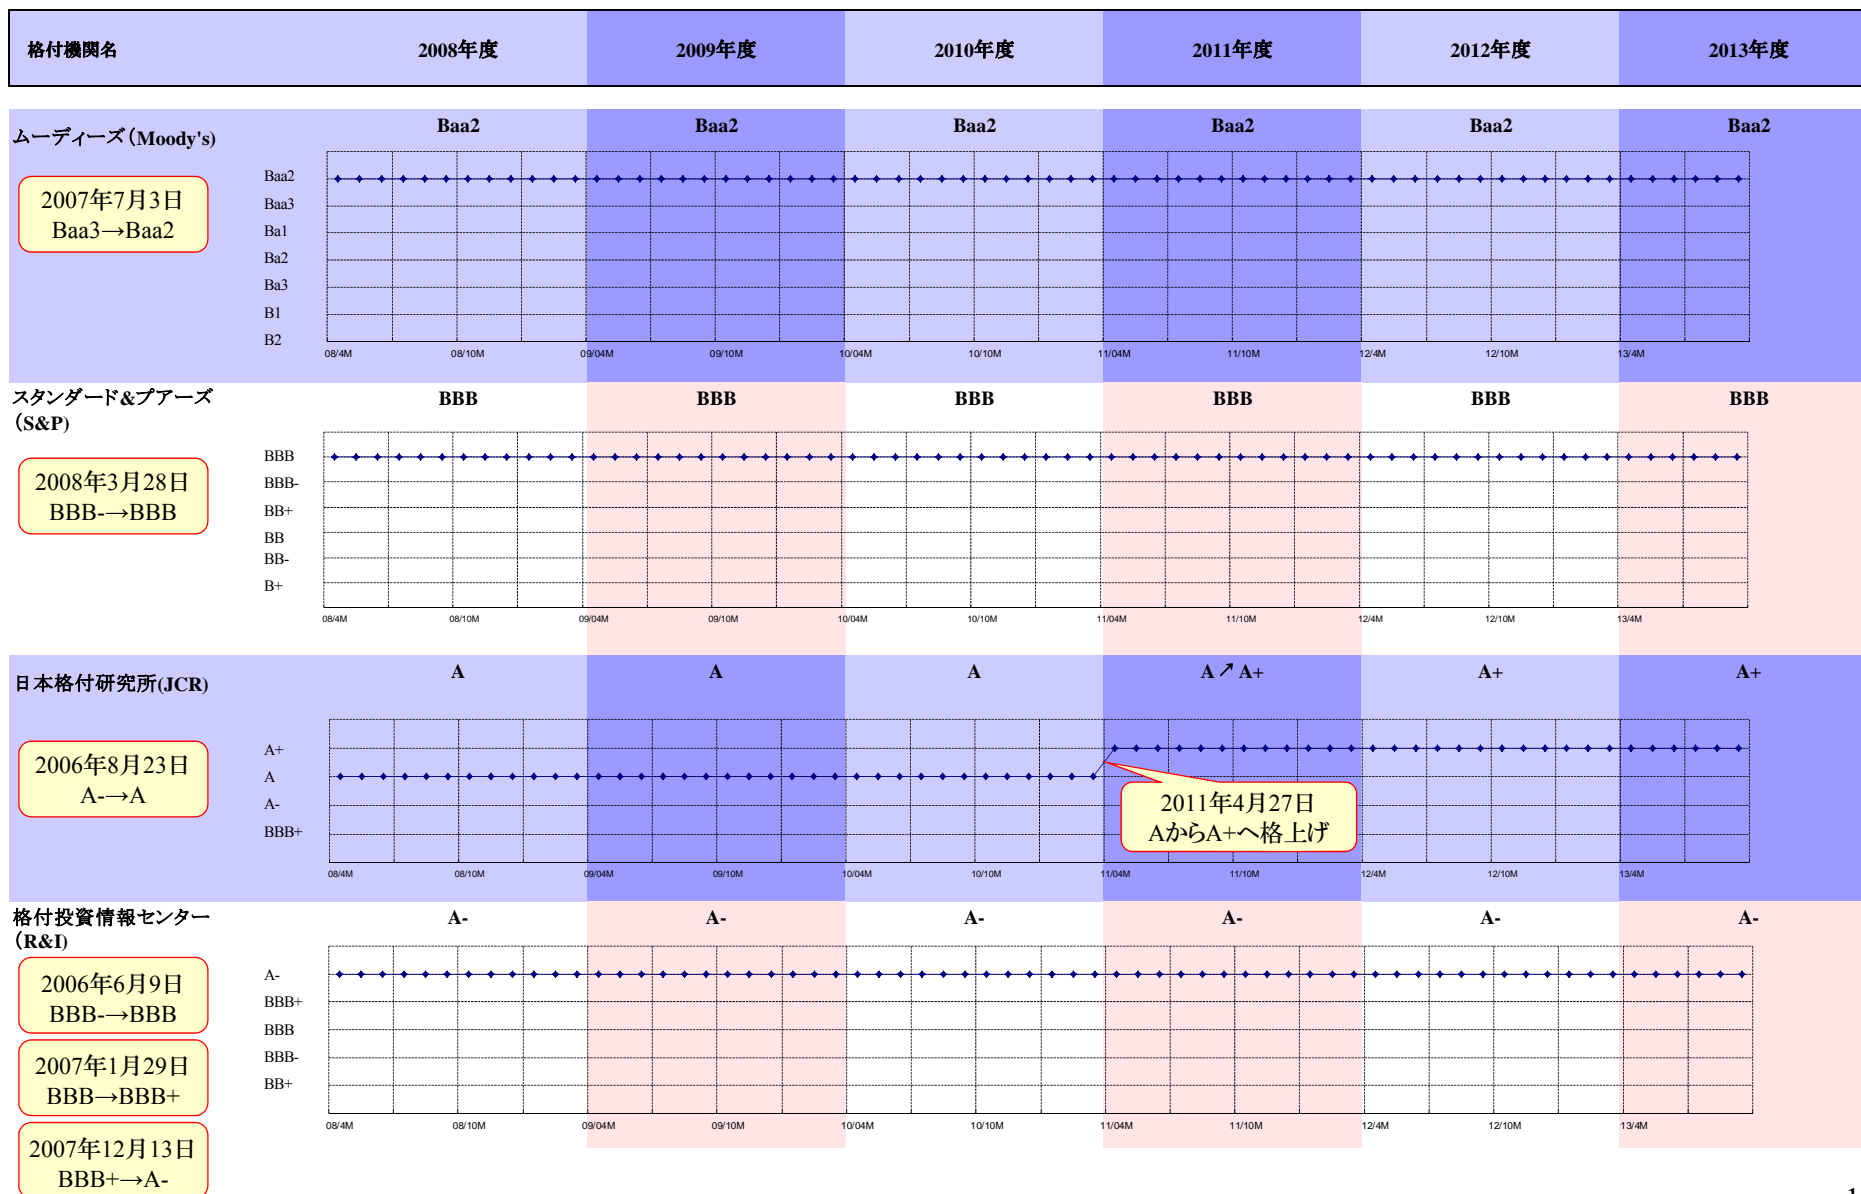 格付機関名 2008年度 2009年度 2010年度 2011年度 2012年度 2013年度
ムーディーズ(Moody's)
Baa2 Baa2 Baa2 Baa2 Baa2 Baa2
2007年7月3日
Baa3→Baa2
Baa2
Baa3
Ba1
Ba2
Ba3
B1
B2
08/4M 08/10M 09/04M 09/10M 10/04M 10/10M 11/04M 11/10M 12/4M 12/10M 13/4M
スタンダード&プアーズ
(S&P)
BBB BBB BBB BBB BBB BBB
2008年3月28日
BBB-→BBB
BBB
BBB-
BB+
BB
BB-
B+
08/4M 08/10M 09/04M 09/10M 10/04M 10/10M 11/04M 11/10M 12/4M 12/10M 13/4M
日本格付研究所(JCR)
A A A A↗A+ A+ A+
2006年8月23日
A-→A
A+
A
A-
BBB+
2011年4月27日
AからA+へ格上げ
08/4M 08/10M 09/04M 09/10M 10/04M 10/10M 11/04M 11/10M 12/4M 12/10M 13/4M
格付投資情報センター
(R&I)
A- A- A- A- A- A-
2006年6月9日
BBB-→BBB
2007年1月29日
BBB→BBB+
2007年12月13日
BBB+→A-
A-
BBB+
BBB
BBB-
BB+
08/4M 08/10M 09/04M 09/10M 10/04M 10/10M 11/04M 11/10M 12/4M 12/10M 13/4M
1